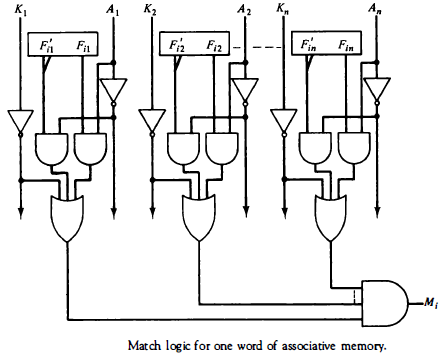 K₁ A₁ K₂ A₂ Kₙ Aₙ
F'ᵢ₁ Fᵢ₁ F'ᵢ₂ Fᵢ₂ F'ᵢₙ Fᵢₙ
Mᵢ
Match logic for one word of associative memory.